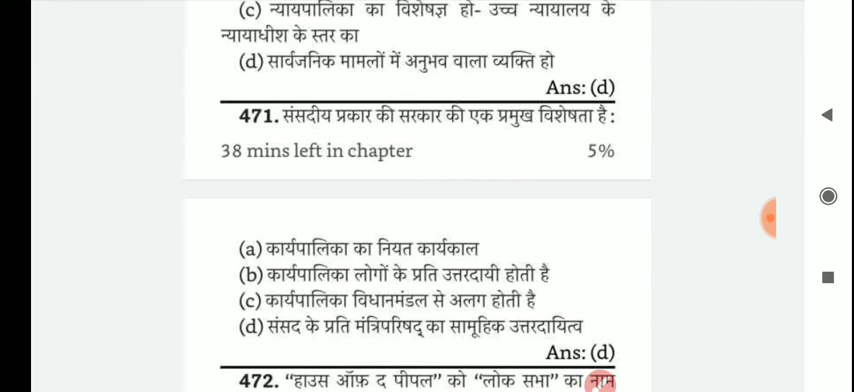 (c) न्यायपालिका का विशेषज्ञ हो- उच्च न्यायालय के
न्यायाधीश के स्तर का
(d) सार्वजनिक मामलों में अनुभव वाला व्यक्ति हो
Ans: (d)
471. संसदीय प्रकार की सरकार की एक प्रमुख विशेषता है :
38 mins left in chapter 5%
(a) कार्यपालिका का नियत कार्यकाल
(b) कार्यपालिका लोगों के प्रति उत्तरदायी होती है
(c) कार्यपालिका विधानमंडल से अलग होती है
(d) संसद के प्रति मंत्रिपरिषद् का सामूहिक उत्तरदायित्व
Ans: (d)
472. “हाउस ऑफ़ द पीपल” को “लोक सभा” का नाम